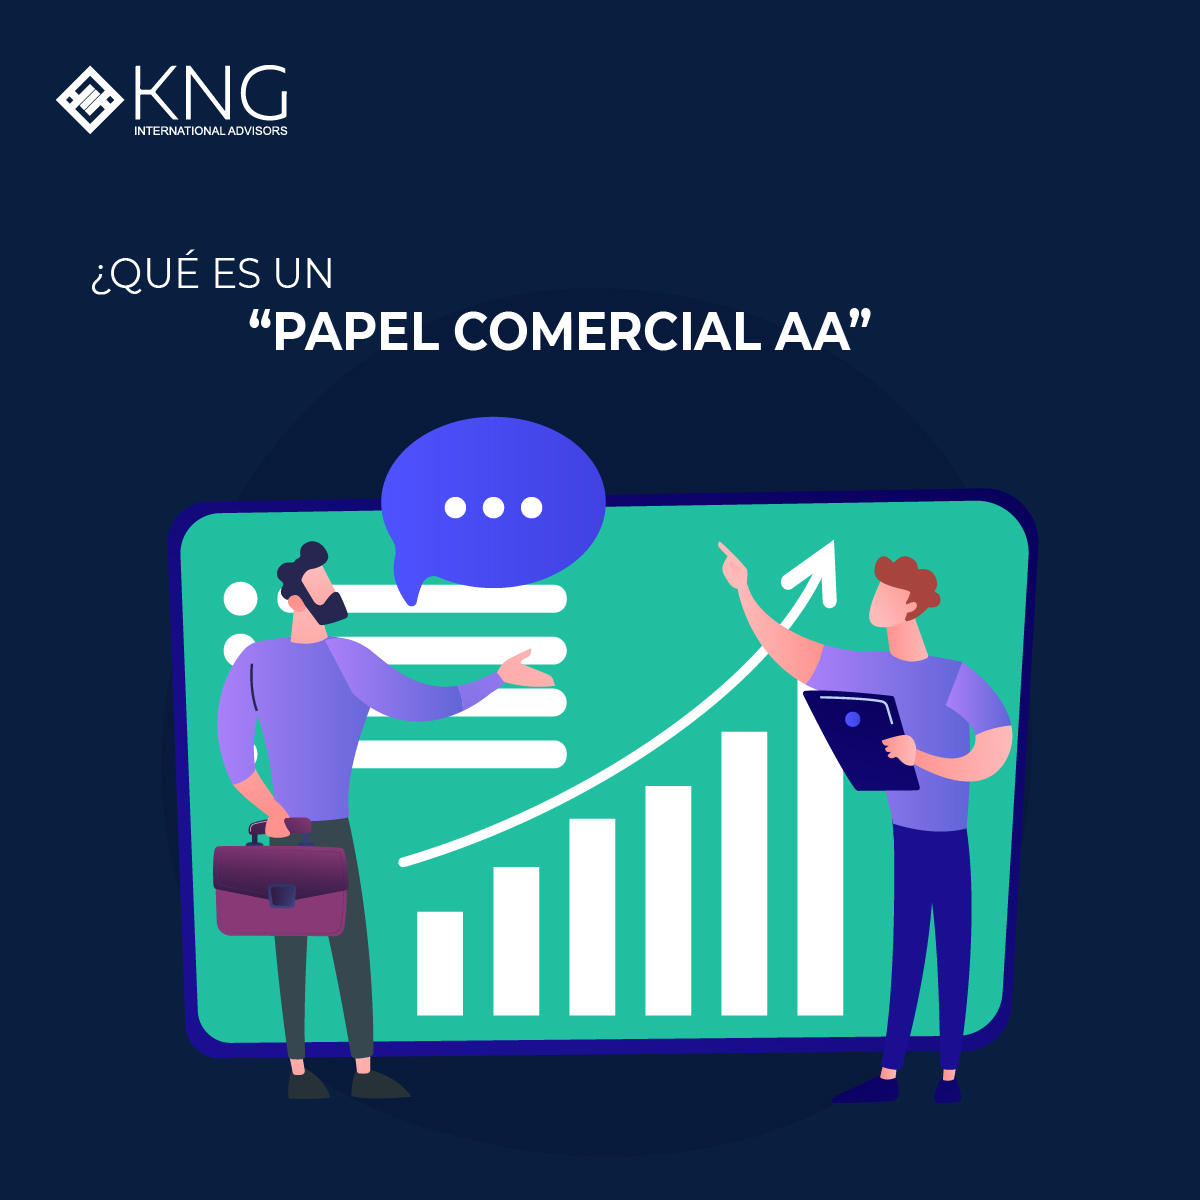 KNG
INTERNATIONAL ADVISORS
¿QUÉ ES UN
“PAPEL COMERCIAL AA”